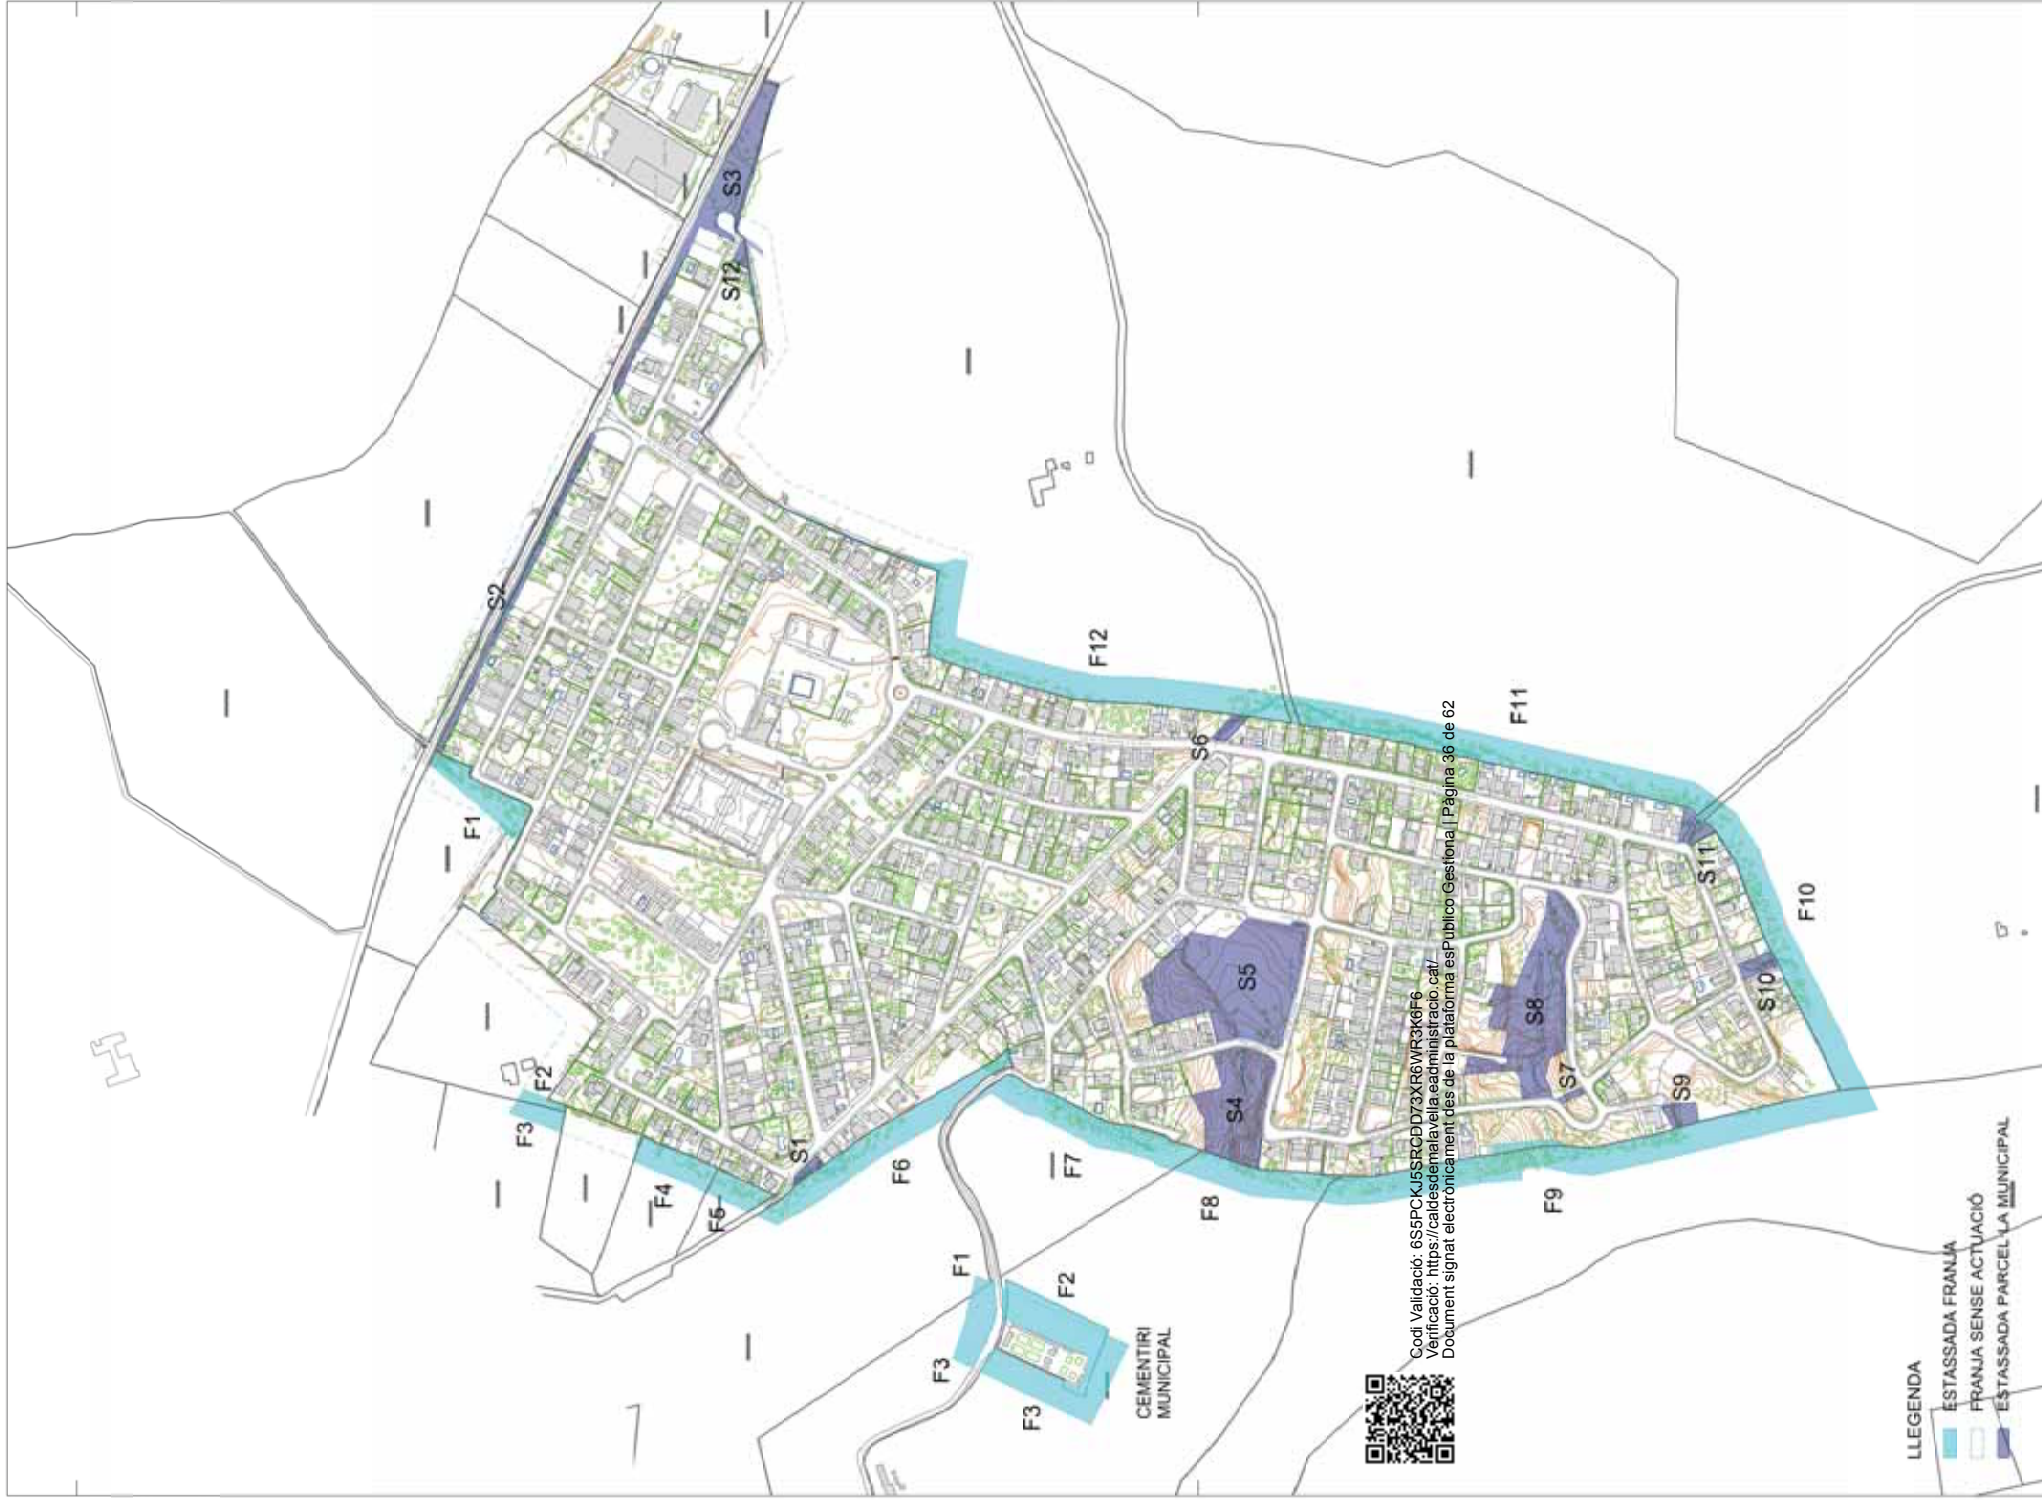 S3
S12
S2
F12
F11
F1
S6
S11
F10
S5
S10
S8
F2
S7
S9
F3
S4
S1
F6
F7
F4
F5
F8
F9
F1
F2
F3
F3
CEMENTIRI
MUNICIPAL
Codi Validació: 6S5PCKJ5SRCDD73XR6WR3K6F6
Verificació: https://caldesdemalavella.eadministracio.cat/
Document signat electrònicament des de la plataforma esPublico Gestiona | Pàgina 36 de 62
LLEGENDA
ESTASSADA FRANJA
FRANJA SENSE ACTUACIÓ
ESTASSADA PARCEL·LA MUNICIPAL